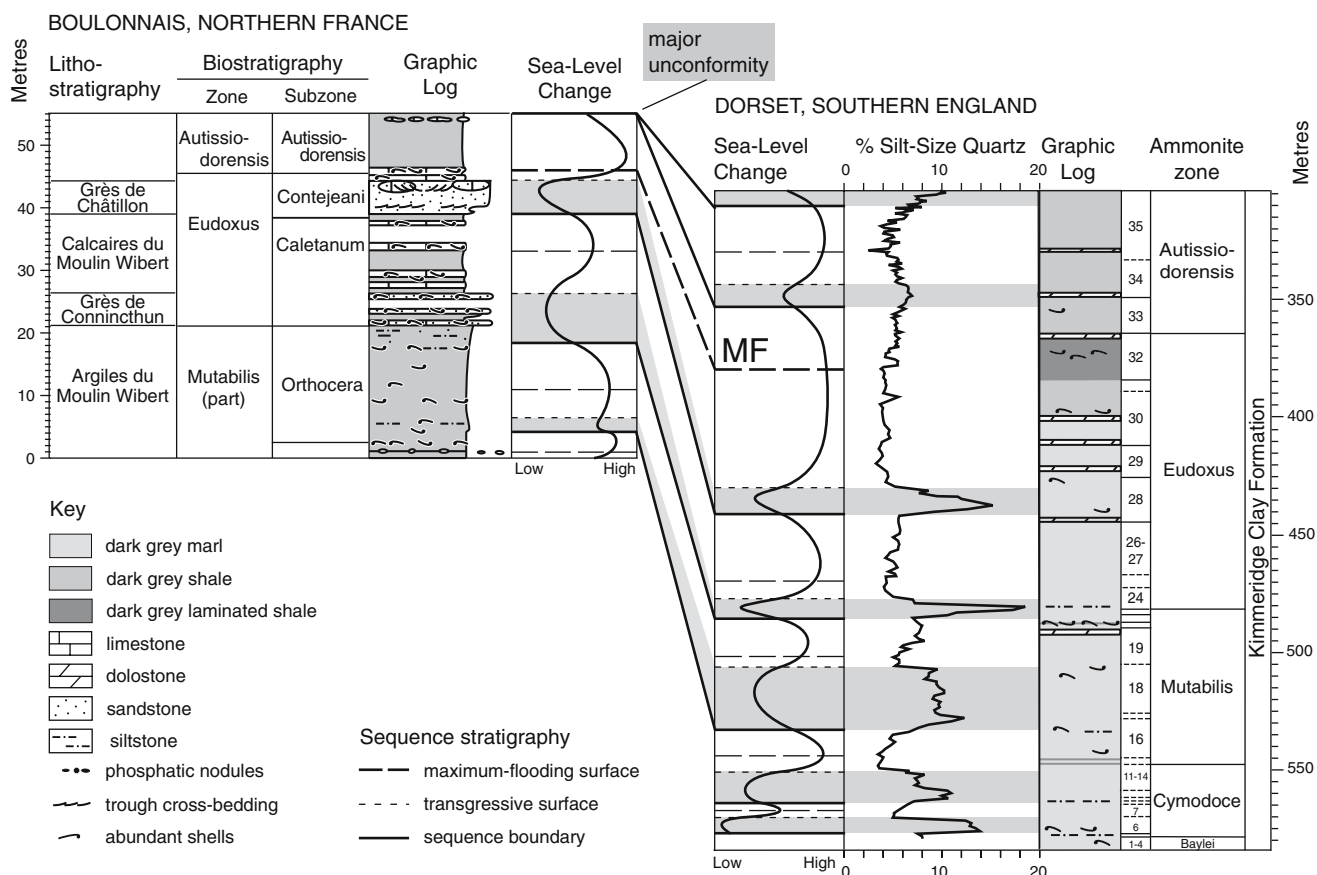 BOULONNAIS, NORTHERN FRANCE
Metres
Litho-
stratigraphy
Biostratigraphy
Zone
Subzone
Graphic
Log
Sea-Level
Change
major
unconformity
50
40
30
20
10
0
Grès de
Châtillon
Calcaires du
Moulin Wibert
Grès de
Connincthun
Argiles du
Moulin Wibert
Autissio-
dorensis
Eudoxus
Mutabilis
(part)
Autissio-
dorensis
Contejeani
Caletanum
Orthocera
Low
High
DORSET, SOUTHERN ENGLAND
Sea-Level
Change
% Silt-Size Quartz
0
10
20
Graphic
Log
Ammonite
zone
Metres
MF
35
34
33
32
30
29
28
26-
27
24
19
18
16
11-14
7
6
1-4
Autissio-
dorensis
Eudoxus
Mutabilis
Cymodoce
Baylei
Kimmeridge Clay Formation
350
400
450
500
550
Low
High
0
10
20
Key
dark grey marl
dark grey shale
dark grey laminated shale
limestone
dolostone
sandstone
siltstone
phosphatic nodules
trough cross-bedding
abundant shells
Sequence stratigraphy
maximum-flooding surface
transgressive surface
sequence boundary